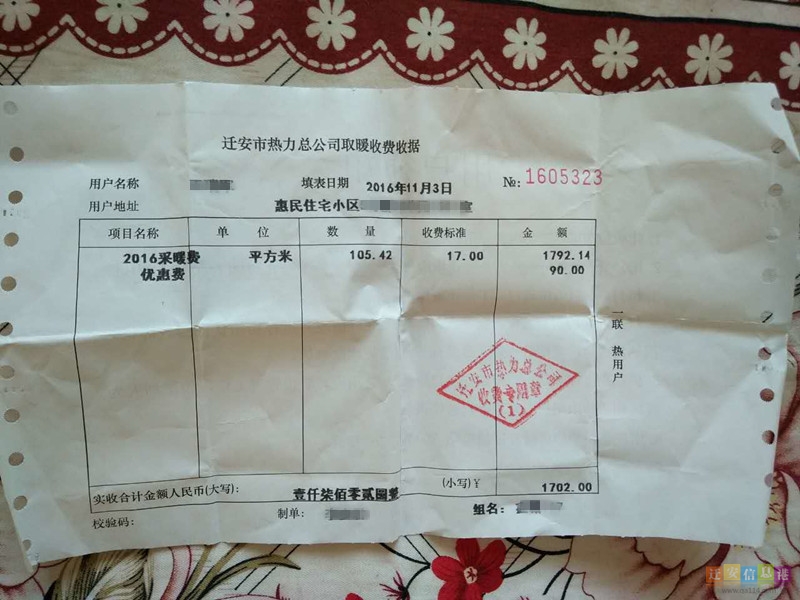 迁安市热力总公司取暖收费收据
用户名称 填表日期 2016年11月3日 №: 1605323
用户地址 惠民住宅小区 室
项目名称 单 位 数 量 收费标准 金 额
2016采暖费 平方米 105.42 17.00 1792.14
优惠费 90.00
一联 热用户
迁安市热力总公司
收费专用章
(1)
实收合计金额人民币(大写): 壹仟柒佰零贰圆整 (小写)¥ 1702.00
校验码: 制单: 组名:
迁安信息港